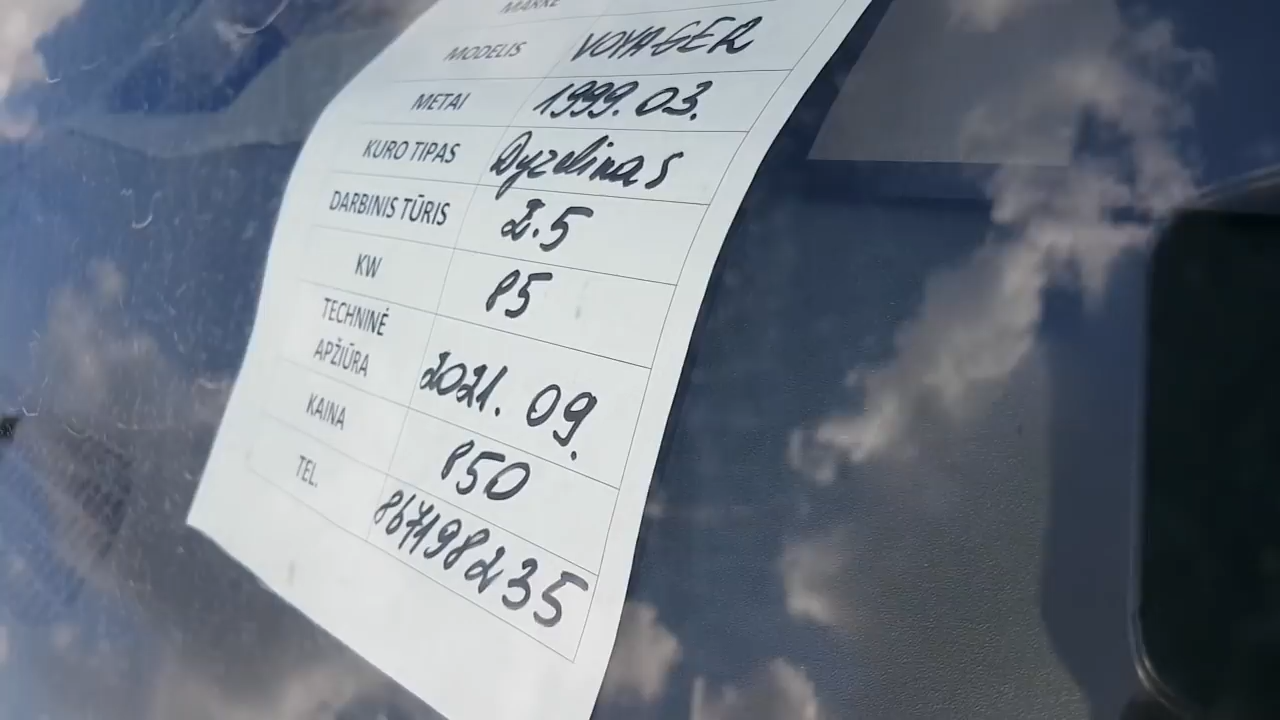 MARKĖ
MODELIS VOYAGER
METAI 1999.03.
KURO TIPAS Dyzelinas
DARBINIS TŪRIS 2.5
KW 85
TECHNINĖ
APŽIŪRA 2021.09.
KAINA 850
TEL. 867198235